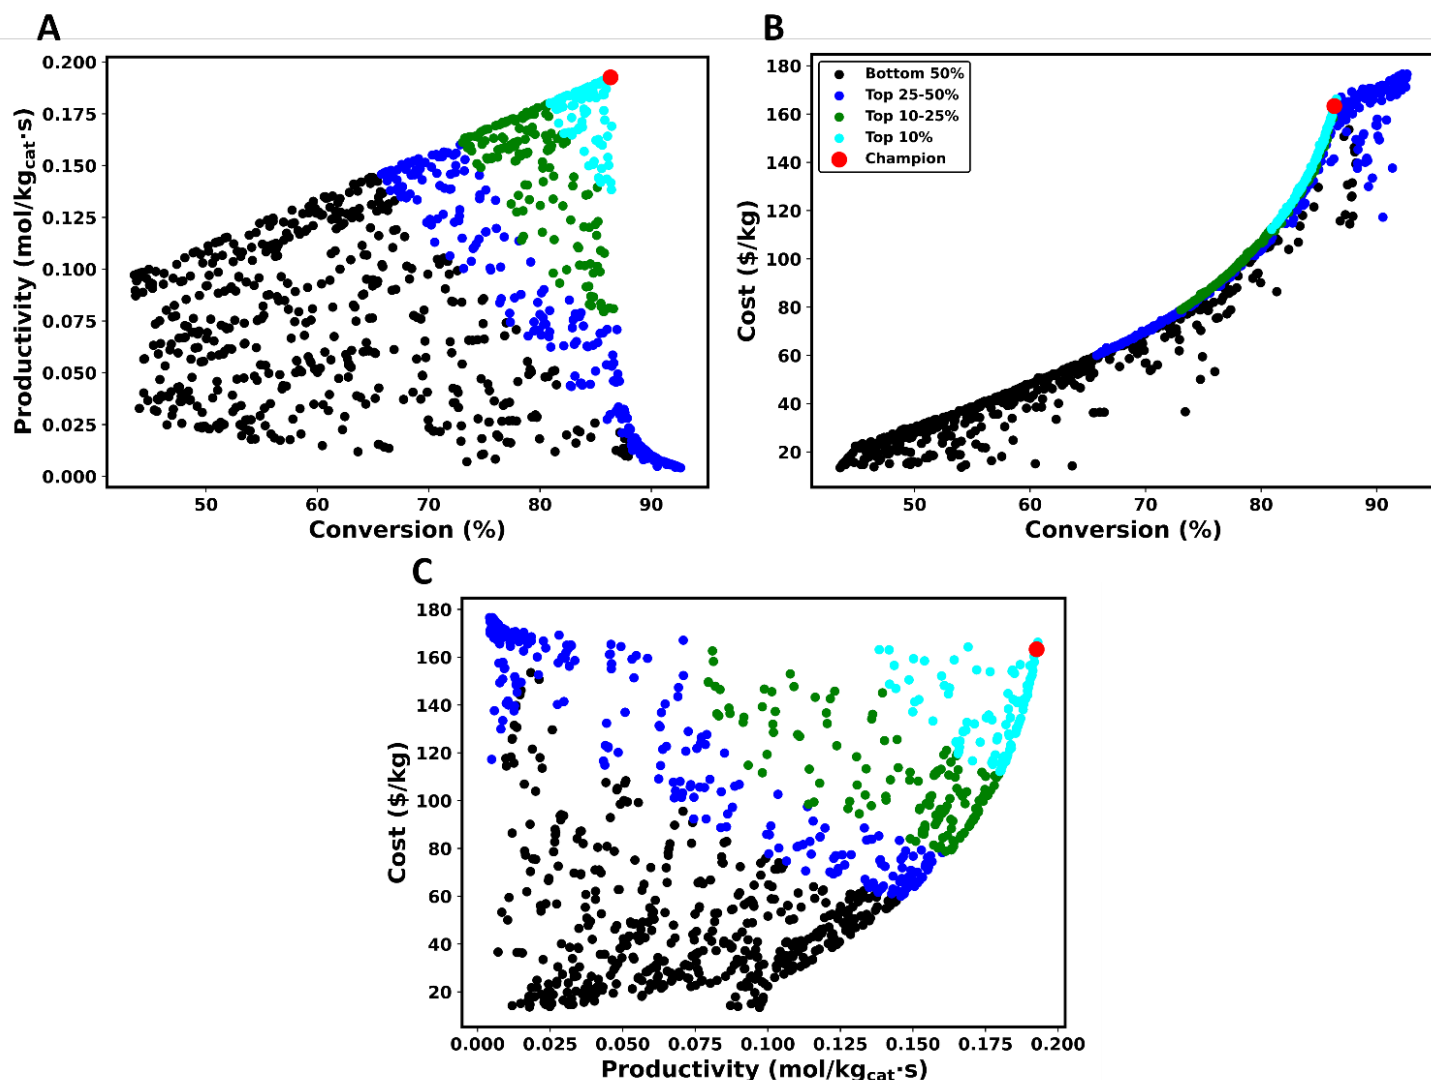 A
0.200
0.175
0.150
0.125
0.100
0.075
0.050
0.025
0.000
Productivity (mol/kgcat·s)
50 60 70 80 90
Conversion (%)
B
180
160
140
120
100
80
60
40
20
Cost ($/kg)
Bottom 50%
Top 25-50%
Top 10-25%
Top 10%
Champion
50 60 70 80 90
Conversion (%)
C
180
160
140
120
100
80
60
40
20
Cost ($/kg)
0.000 0.025 0.050 0.075 0.100 0.125 0.150 0.175 0.200
Productivity (mol/kgcat·s)